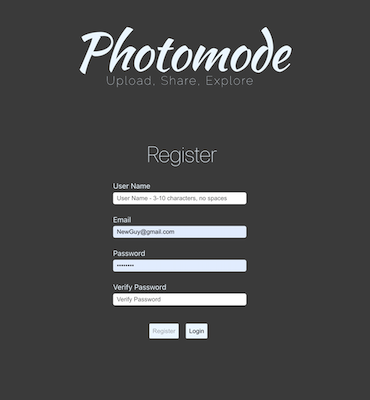 Photomode
Upload, Share, Explore
Register
User Name
User Name - 3-10 characters, no spaces
Email
NewGuy@gmail.com
Password
••••••••
Verify Password
Verify Password
Register Login